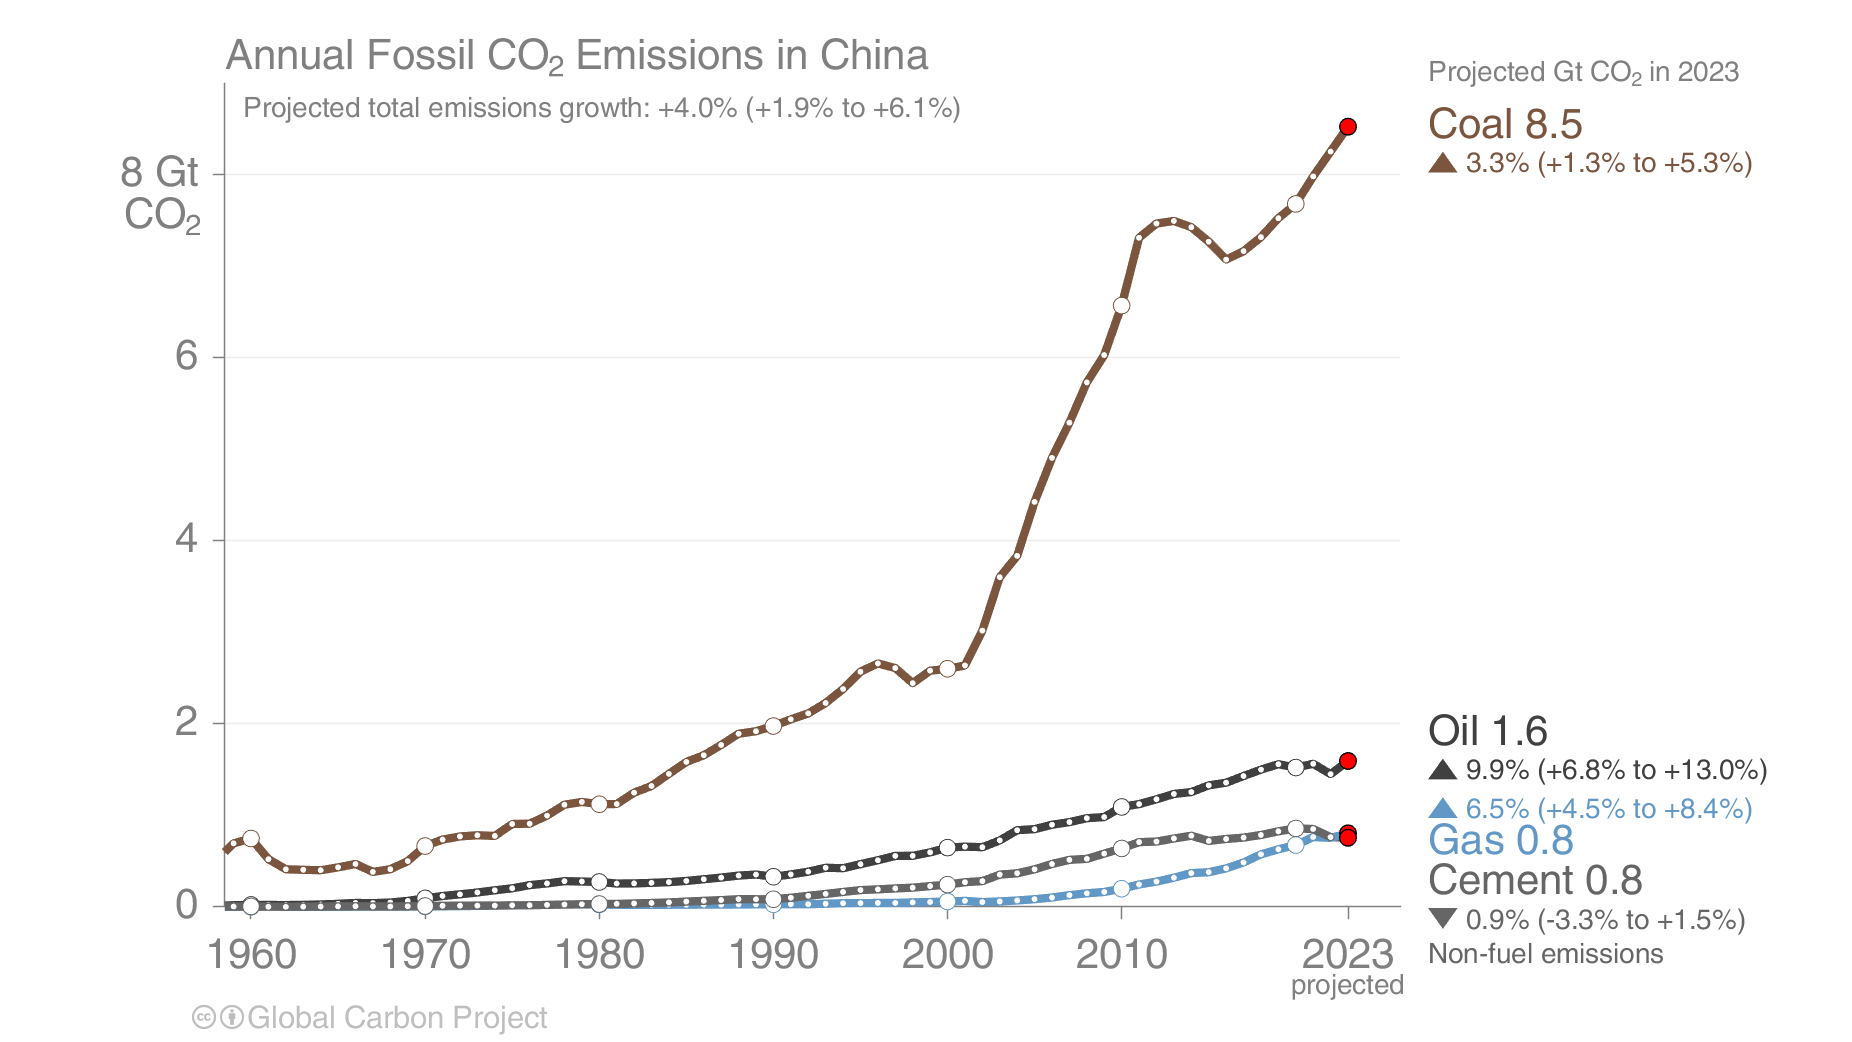 Annual Fossil CO₂ Emissions in China
Projected total emissions growth: +4.0% (+1.9% to +6.1%)
8 Gt
CO₂
6
4
2
0
1960 1970 1980 1990 2000 2010 2023
projected
Projected Gt CO₂ in 2023
Coal 8.5
▲ 3.3% (+1.3% to +5.3%)
Oil 1.6
▲ 9.9% (+6.8% to +13.0%)
▲ 6.5% (+4.5% to +8.4%)
Gas 0.8
Cement 0.8
▼ 0.9% (-3.3% to +1.5%)
Non-fuel emissions
cc Global Carbon Project